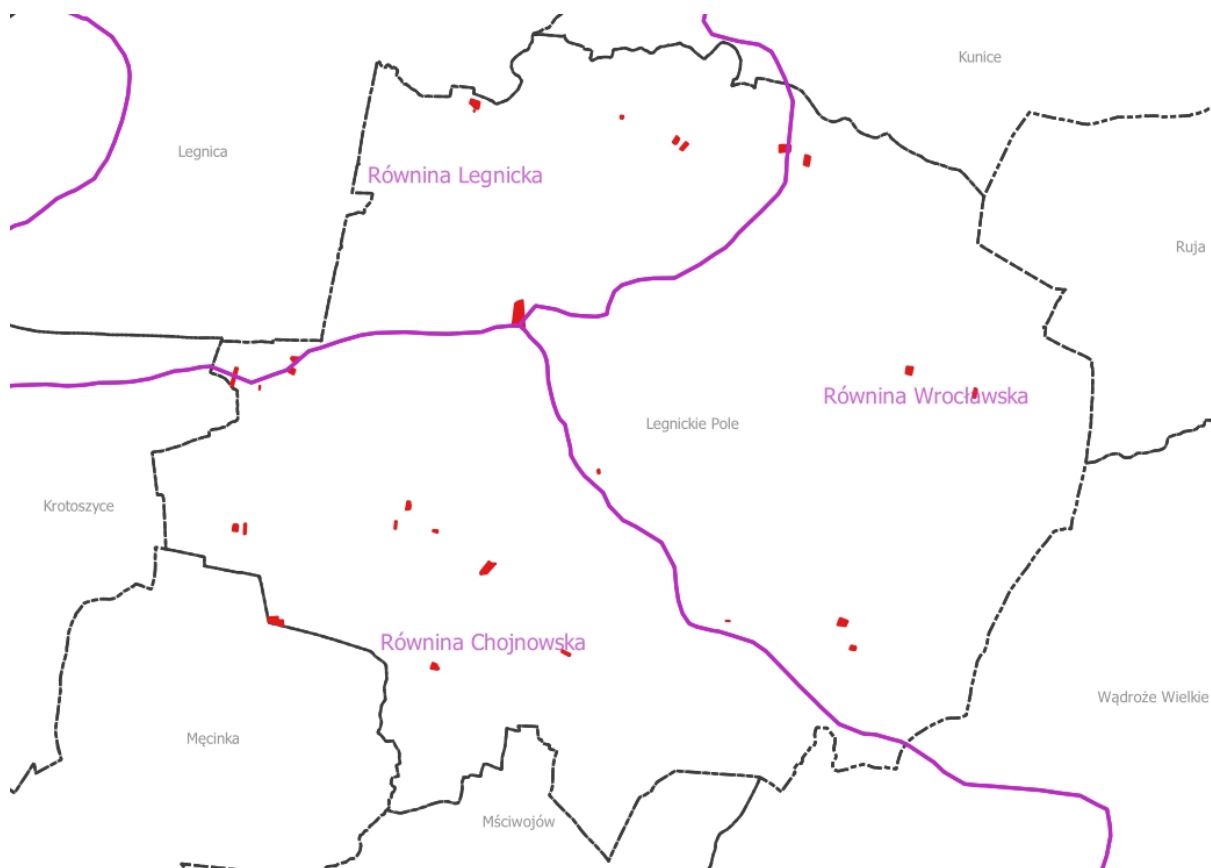 Kunice
Legnica
Równina Legnicka
Ruja
Równina Wrocławska
Legnickie Pole
Krotoszyce
Równina Chojnowska
Wądroże Wielkie
Męcinka
Mściwojów